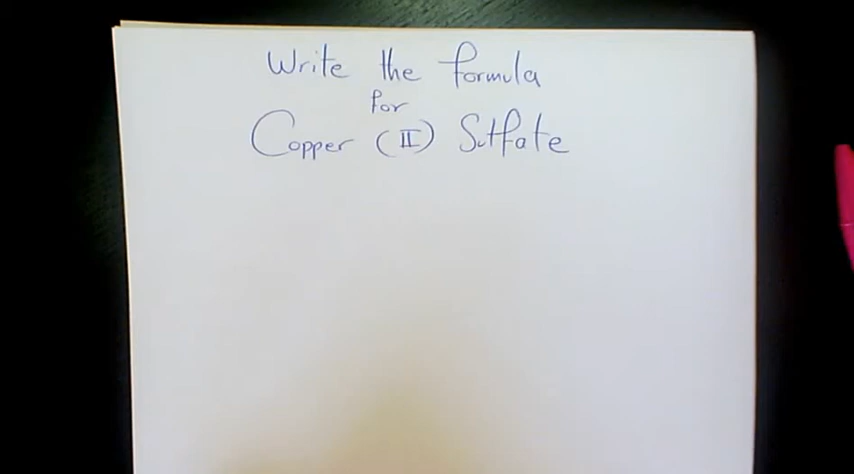 Write the formula
for
Copper (II) Sulfate